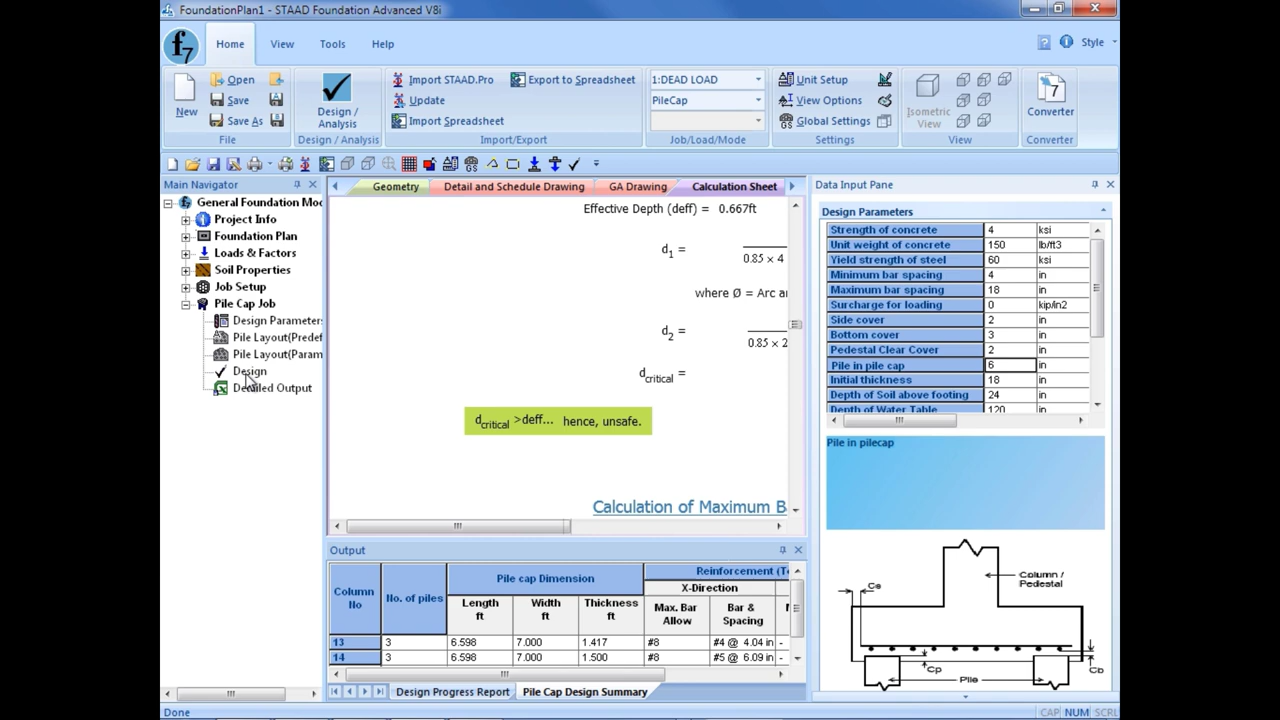 FoundationPlan1 - STAAD Foundation Advanced V8i
f7
Home
View
Tools
Help
Style
New
Open
Save
Save As
File
Design / Analysis
Design / Analysis
Import STAAD.Pro
Export to Spreadsheet
Update
Import Spreadsheet
Import/Export
1:DEAD LOAD
PileCap
Job/Load/Mode
Unit Setup
View Options
Global Settings
Settings
Isometric View
View
7
Converter
Converter
Main Navigator
General Foundation Moc
Project Info
Foundation Plan
Loads & Factors
Soil Properties
Job Setup
Pile Cap Job
Design Parameters
Pile Layout(Predef
Pile Layout(Param
Design
Detailed Output
Geometry
Detail and Schedule Drawing
GA Drawing
Calculation Sheet
Effective Depth (deff) = 0.667ft
d1 =
0.85 × 4
where Ø = Arc ar
d2 =
0.85 × 2
dcritical =
dcritical >deff... hence, unsafe.
Calculation of Maximum B
Output
Column No
No. of piles
Pile cap Dimension
Reinforcement (T
X-Direction
Length ft
Width ft
Thickness ft
Max. Bar Allow
Bar & Spacing
13 3 6.598 7.000 1.417 #8 #4 @ 4.04 in -
14 3 6.598 7.000 1.500 #8 #5 @ 6.09 in -
Design Progress Report
Pile Cap Design Summary
Data Input Pane
Design Parameters
Strength of concrete 4 ksi
Unit weight of concrete 150 lb/ft3
Yield strength of steel 60 ksi
Minimum bar spacing 4 in
Maximum bar spacing 18 in
Surcharge for loading 0 kip/in2
Side cover 2 in
Bottom cover 3 in
Pedestal Clear Cover 2 in
Pile in pile cap 6 in
Initial thickness 18 in
Depth of Soil above footing 24 in
Depth of Water Table 120 in
Pile in pilecap
Column / Pedestal
Cs
Cp
Cb
Pile
Done
CAP NUM SCRL